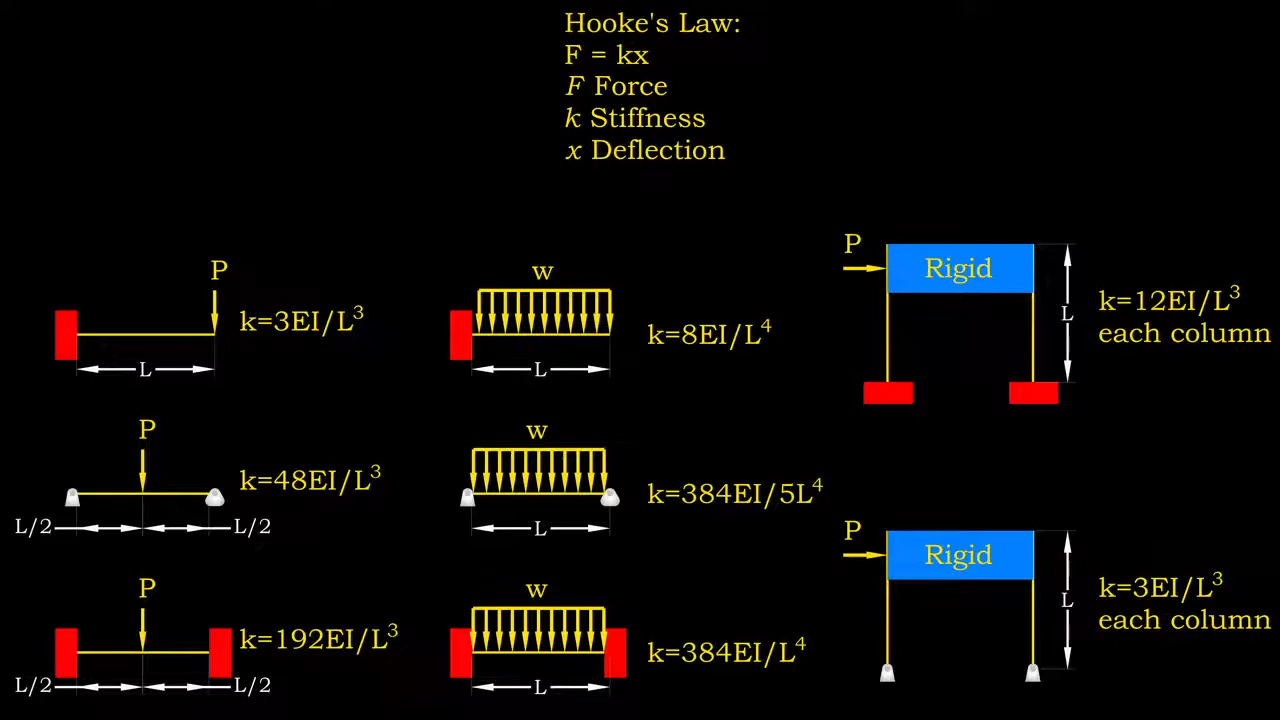 Hooke's Law:
F = kx
F Force
k Stiffness
x Deflection
P
k=3EI/L³
L
w
k=8EI/L⁴
L
P
Rigid
L
k=12EI/L³
each column
P
k=48EI/L³
L/2
L/2
w
k=384EI/5L⁴
L
P
k=192EI/L³
L/2
L/2
w
k=384EI/L⁴
L
P
Rigid
L
k=3EI/L³
each column